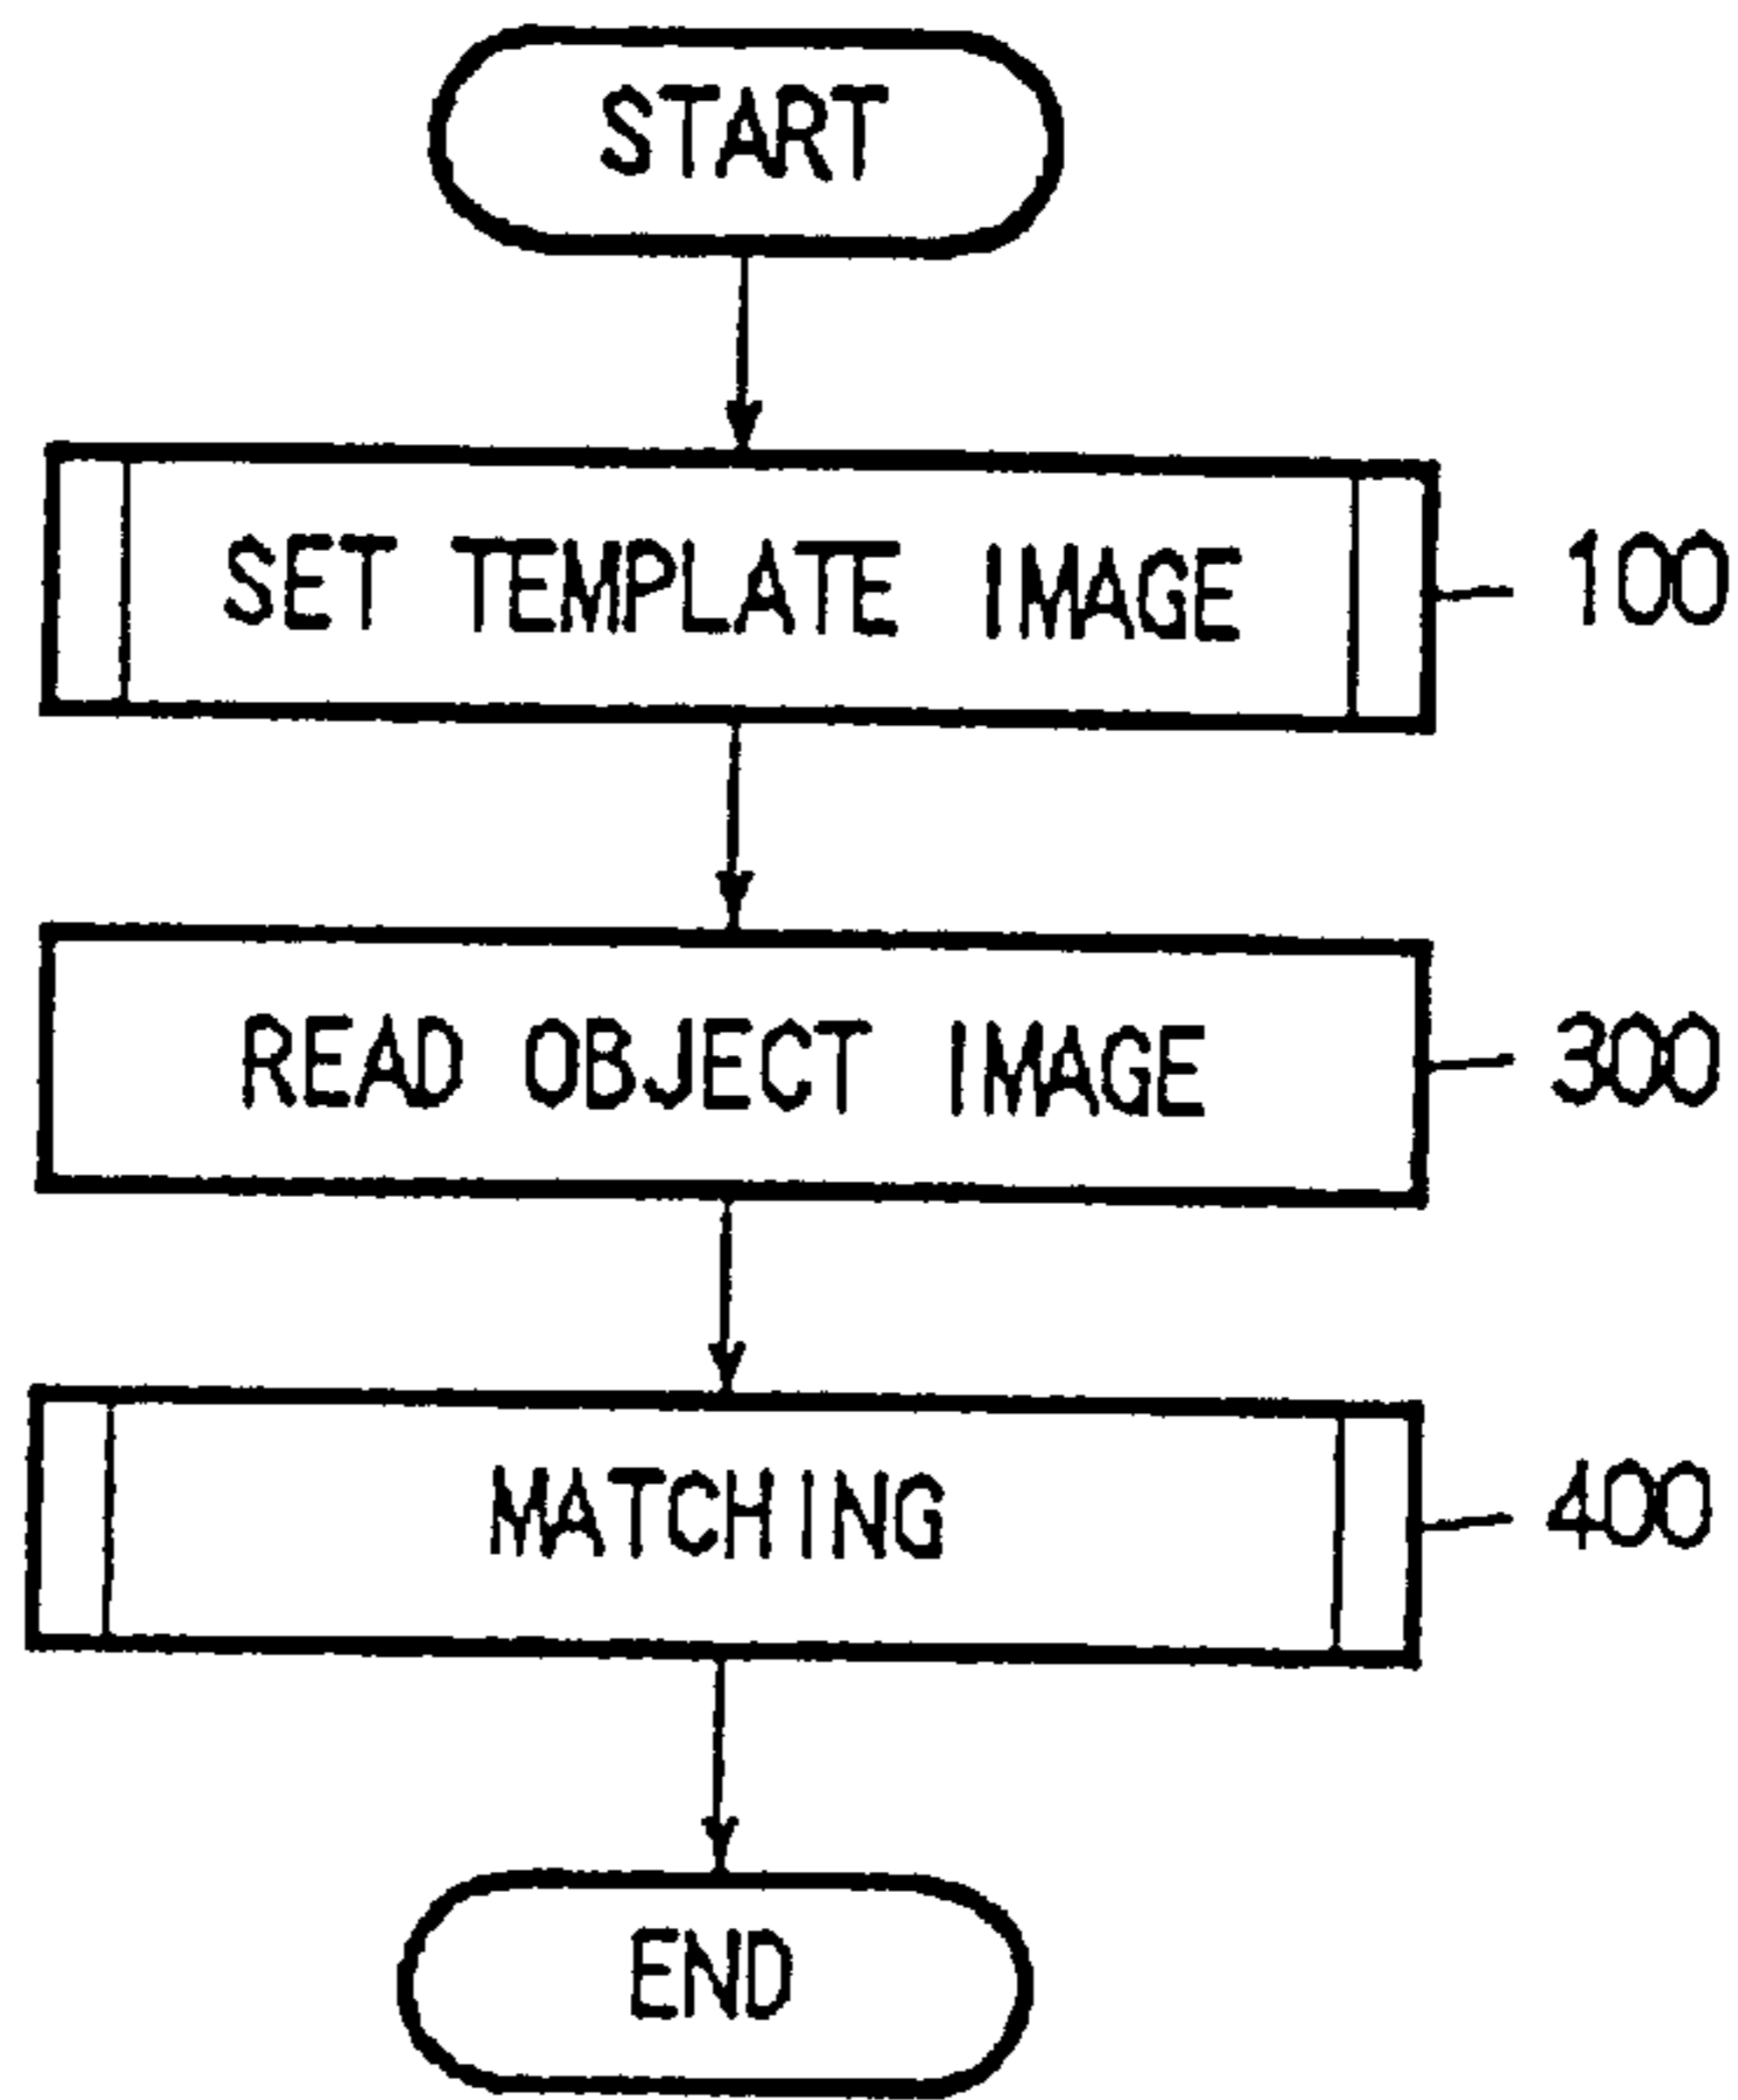 START
SET TEMPLATE IMAGE 100
READ OBJECT IMAGE 300
MATCHING 400
END